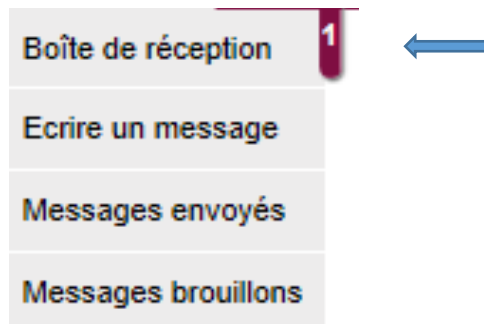 Boîte de réception 1
Ecrire un message
Messages envoyés
Messages brouillons